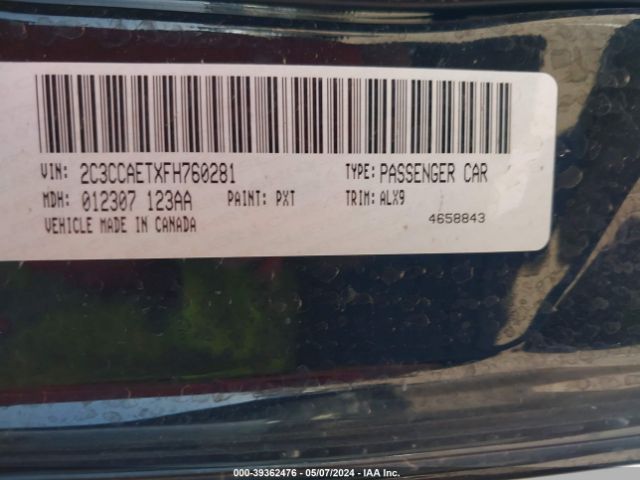 VIN: 2C3CCAETXFH760281 TYPE: PASSENGER CAR
MDH: 012307 123AA PAINT: PXT TRIM: ALX9
VEHICLE MADE IN CANADA 4658843
000-39362476 - 05/07/2024 - IAA Inc.